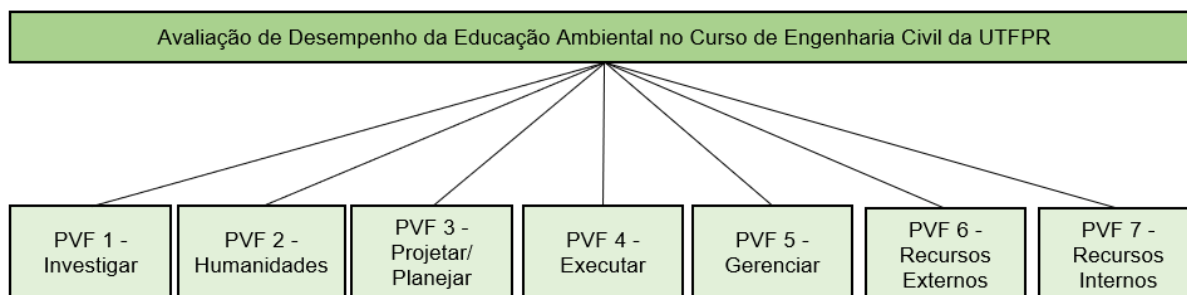 Avaliação de Desempenho da Educação Ambiental no Curso de Engenharia Civil da UTFPR
PVF 1 -
Investigar
PVF 2 -
Humanidades
PVF 3 -
Projetar/
Planejar
PVF 4 -
Executar
PVF 5 -
Gerenciar
PVF 6 -
Recursos
Externos
PVF 7 -
Recursos
Internos